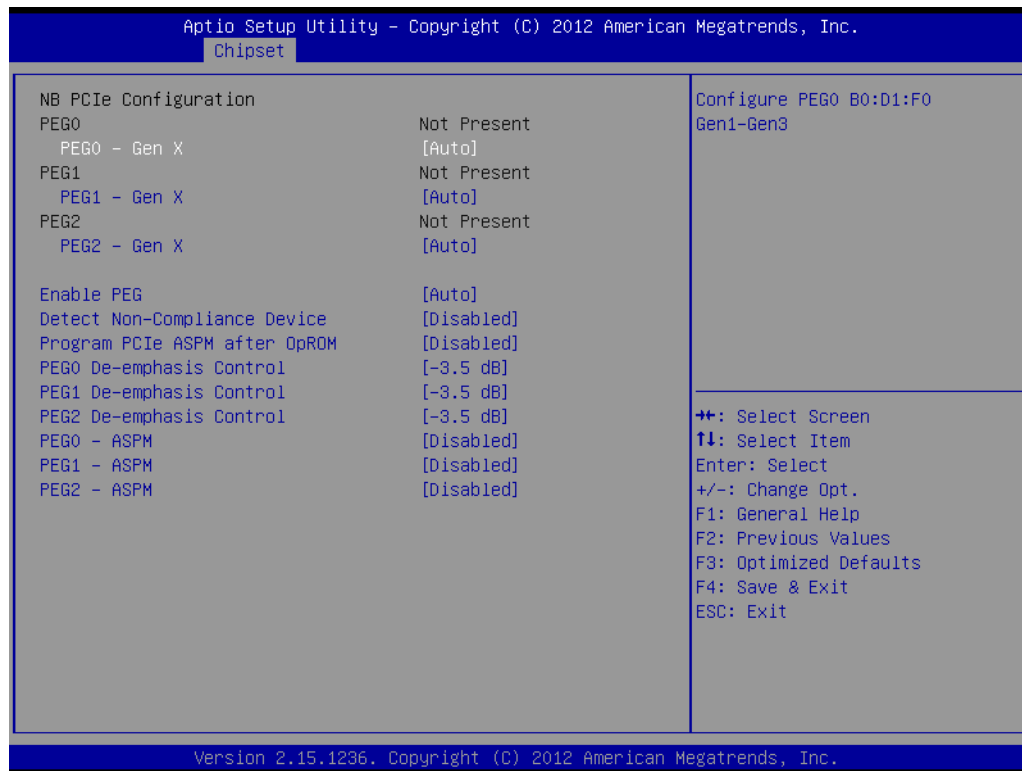 Aptio Setup Utility – Copyright (C) 2012 American Megatrends, Inc.
Chipset
NB PCIe Configuration
PEG0 Not Present
PEG0 – Gen X [Auto]
PEG1 Not Present
PEG1 – Gen X [Auto]
PEG2 Not Present
PEG2 – Gen X [Auto]
Enable PEG [Auto]
Detect Non-Compliance Device [Disabled]
Program PCIe ASPM after OpROM [Disabled]
PEG0 De-emphasis Control [-3.5 dB]
PEG1 De-emphasis Control [-3.5 dB]
PEG2 De-emphasis Control [-3.5 dB]
PEG0 – ASPM [Disabled]
PEG1 – ASPM [Disabled]
PEG2 – ASPM [Disabled]
Configure PEG0 B0:D1:F0
Gen1-Gen3
→←: Select Screen
↑↓: Select Item
Enter: Select
+/-: Change Opt.
F1: General Help
F2: Previous Values
F3: Optimized Defaults
F4: Save & Exit
ESC: Exit
Version 2.15.1236. Copyright (C) 2012 American Megatrends, Inc.